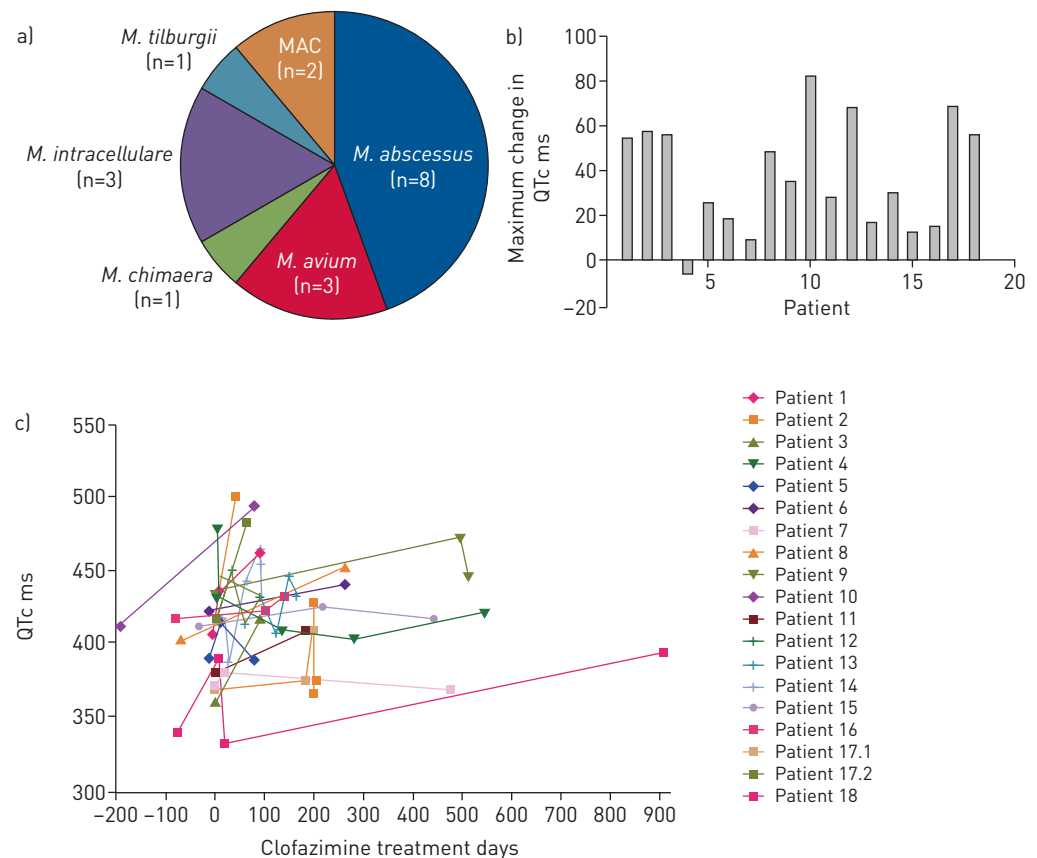 a)
M. tilburgii
(n=1)
MAC
(n=2)
M. intracellulare
(n=3)
M. abscessus
(n=8)
M. chimaera
(n=1)
M. avium
(n=3)
b)
Maximum change in
QTc ms
100
80
60
40
20
0
–20
5
10
15
20
Patient
c)
QTc ms
550
500
450
400
350
300
–200 –100 0 100 200 300 400 500 600 700 800 900
Clofazimine treatment days
Patient 1
Patient 2
Patient 3
Patient 4
Patient 5
Patient 6
Patient 7
Patient 8
Patient 9
Patient 10
Patient 11
Patient 12
Patient 13
Patient 14
Patient 15
Patient 16
Patient 17.1
Patient 17.2
Patient 18